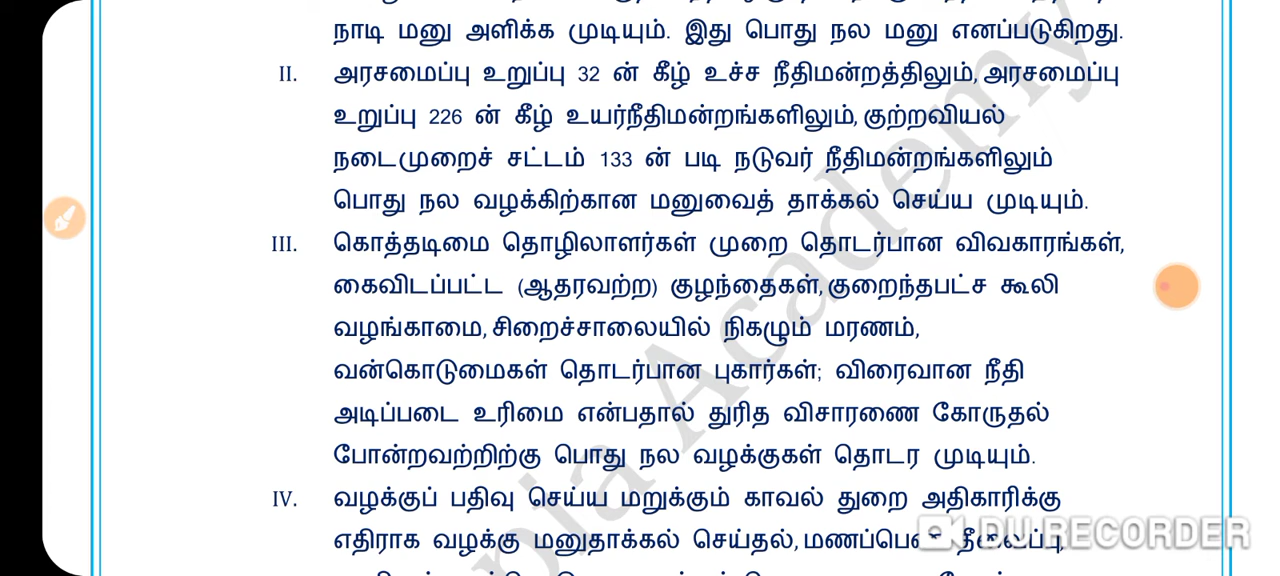 நாடி மனு அளிக்க முடியும். இது பொது நல மனு எனப்படுகிறது.
II. அரசமைப்பு உறுப்பு 32 ன் கீழ் உச்ச நீதிமன்றத்திலும், அரசமைப்பு
உறுப்பு 226 ன் கீழ் உயர்நீதிமன்றங்களிலும், குற்றவியல்
நடைமுறைச் சட்டம் 133 ன் படி நடுவர் நீதிமன்றங்களிலும்
பொது நல வழக்கிற்கான மனுவைத் தாக்கல் செய்ய முடியும்.
III. கொத்தடிமை தொழிலாளர்கள் முறை தொடர்பான விவகாரங்கள்,
கைவிடப்பட்ட (ஆதரவற்ற) குழந்தைகள், குறைந்தபட்ச கூலி
வழங்காமை, சிறைச்சாலையில் நிகழும் மரணம்,
வன்கொடுமைகள் தொடர்பான புகார்கள்; விரைவான நீதி
அடிப்படை உரிமை என்பதால் துரித விசாரணை கோருதல்
போன்றவற்றிற்கு பொது நல வழக்குகள் தொடர முடியும்.
IV. வழக்குப் பதிவு செய்ய மறுக்கும் காவல் துறை அதிகாரிக்கு
எதிராக வழக்கு மனுதாக்கல் செய்தல்,
DU RECORDER
Academy